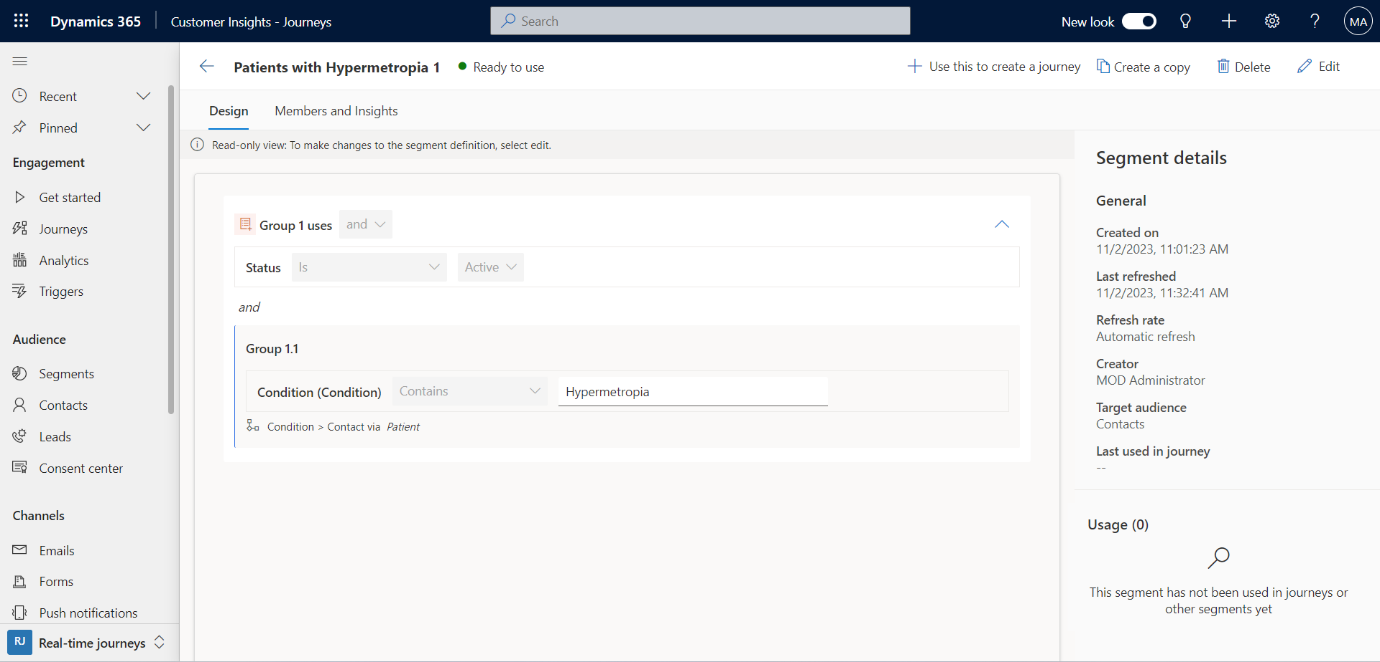 Dynamics 365 Customer Insights - Journeys Search New look MA
Patients with Hypermetropia 1 Ready to use Use this to create a journey Create a copy Delete Edit
Recent
Pinned
Engagement
Get started
Journeys
Analytics
Triggers
Audience
Segments
Contacts
Leads
Consent center
Channels
Emails
Forms
Push notifications
RJ Real-time journeys
Design Members and Insights
Read-only view: To make changes to the segment definition, select edit.
Group 1 uses and
Status Is Active
and
Group 1.1
Condition (Condition) Contains Hypermetropia
Condition > Contact via Patient
Segment details
General
Created on
11/2/2023, 11:01:23 AM
Last refreshed
11/2/2023, 11:32:41 AM
Refresh rate
Automatic refresh
Creator
MOD Administrator
Target audience
Contacts
Last used in journey
--
Usage (0)
This segment has not been used in journeys or
other segments yet